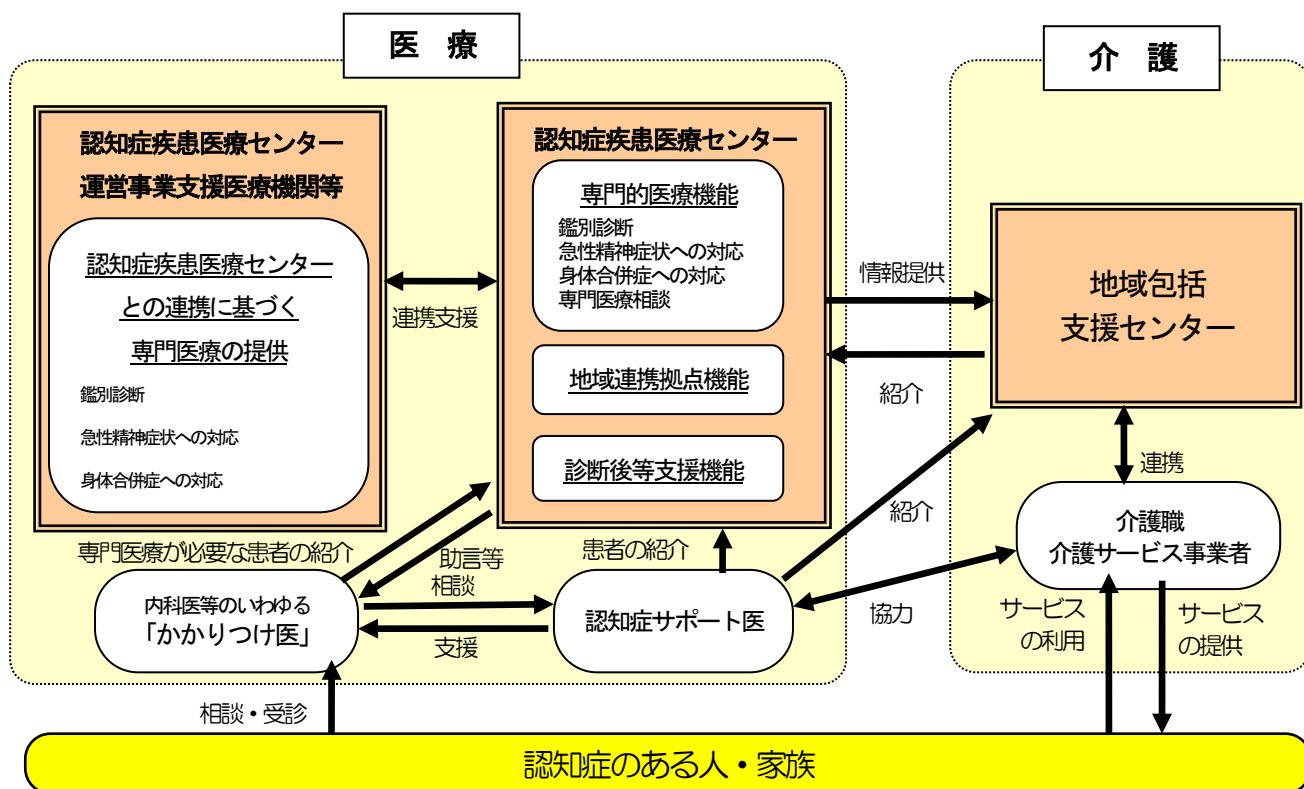 医 療
認知症疾患医療センター
運営事業支援医療機関等
認知症疾患医療センター
との連携に基づく
専門医療の提供
鑑別診断
急性精神症状への対応
身体合併症への対応
連携支援
認知症疾患医療センター
専門的医療機能
鑑別診断
急性精神症状への対応
身体合併症への対応
専門医療相談
地域連携拠点機能
診断後等支援機能
専門医療が必要な患者の紹介
助言等
相談
患者の紹介
内科医等のいわゆる
「かかりつけ医」
支援
認知症サポート医
相談・受診
情報提供
紹介
紹介
協力
介 護
地域包括
支援センター
連携
介護職
介護サービス事業者
サービス
の利用
サービス
の提供
認知症のある人・家族